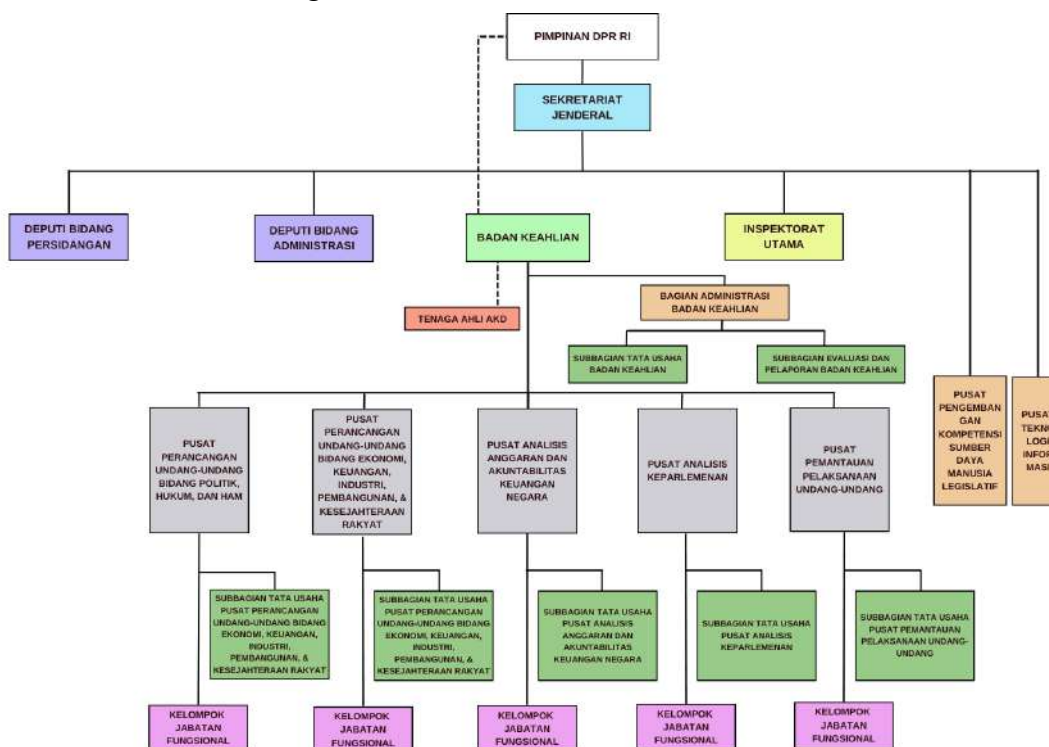 PIMPINAN DPR RI
SEKRETARIAT
JENDERAL
DEPUTI BIDANG
PERSIDANGAN
DEPUTI BIDANG
ADMINISTRASI
BADAN KEAHLIAN
INSPEKTORAT
UTAMA
TENAGA AHLI AKD
BAGIAN ADMINISTRASI
BADAN KEAHLIAN
SUBBAGIAN TATA USAHA
BADAN KEAHLIAN
SUBBAGIAN EVALUASI DAN
PELAPORAN BADAN KEAHLIAN
PUSAT
PENGEMBAN
GAN
KOMPETENSI
SUMBER
DAYA
MANUSIA
LEGISLATIF
PUSA
TEKNO
LOGI
INFOR
MASI
PUSAT
PERANCANGAN
UNDANG-UNDANG
BIDANG POLITIK,
HUKUM, DAN HAM
PUSAT
PERANCANGAN
UNDANG-UNDANG
BIDANG EKONOMI,
KEUANGAN,
INDUSTRI,
PEMBANGUNAN, &
KESEJAHTERAAN
RAKYAT
PUSAT ANALISIS
ANGGARAN DAN
AKUNTABILITAS
KEUANGAN
NEGARA
PUSAT ANALISIS
KEPARLEMENAN
PUSAT
PEMANTAUAN
PELAKSANAAN
UNDANG-UNDANG
SUBBAGIAN TATA USAHA
PUSAT PERANCANGAN
UNDANG-UNDANG BIDANG
EKONOMI, KEUANGAN,
INDUSTRI,
PEMBANGUNAN, &
KESEJAHTERAAN RAKYAT
SUBBAGIAN TATA USAHA
PUSAT PERANCANGAN
UNDANG-UNDANG BIDANG
EKONOMI, KEUANGAN,
INDUSTRI,
PEMBANGUNAN, &
KESEJAHTERAAN RAKYAT
SUBBAGIAN TATA USAHA
PUSAT ANALISIS
ANGGARAN DAN
AKUNTABILITAS
KEUANGAN NEGARA
SUBBAGIAN TATA USAHA
PUSAT ANALISIS
KEPARLEMENAN
SUBBAGIAN TATA USAHA
PUSAT PEMANTAUAN
PELAKSANAAN UNDANG-
UNDANG
KELOMPOK
JABATAN
FUNGSIONAL
KELOMPOK
JABATAN
FUNGSIONAL
KELOMPOK
JABATAN
FUNGSIONAL
KELOMPOK
JABATAN
FUNGSIONAL
KELOMPOK
JABATAN
FUNGSIONAL